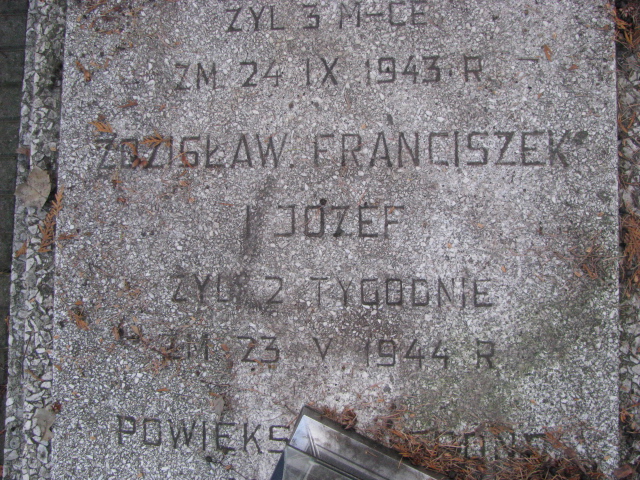 ŻYŁ 3 M-CE
ZM. 24 IX 1943 R.
ZDZISŁAW. FRANCISZEK
I JÓZEF
ŻYLI 2 TYGODNIE
ZM 23 V 1944 R